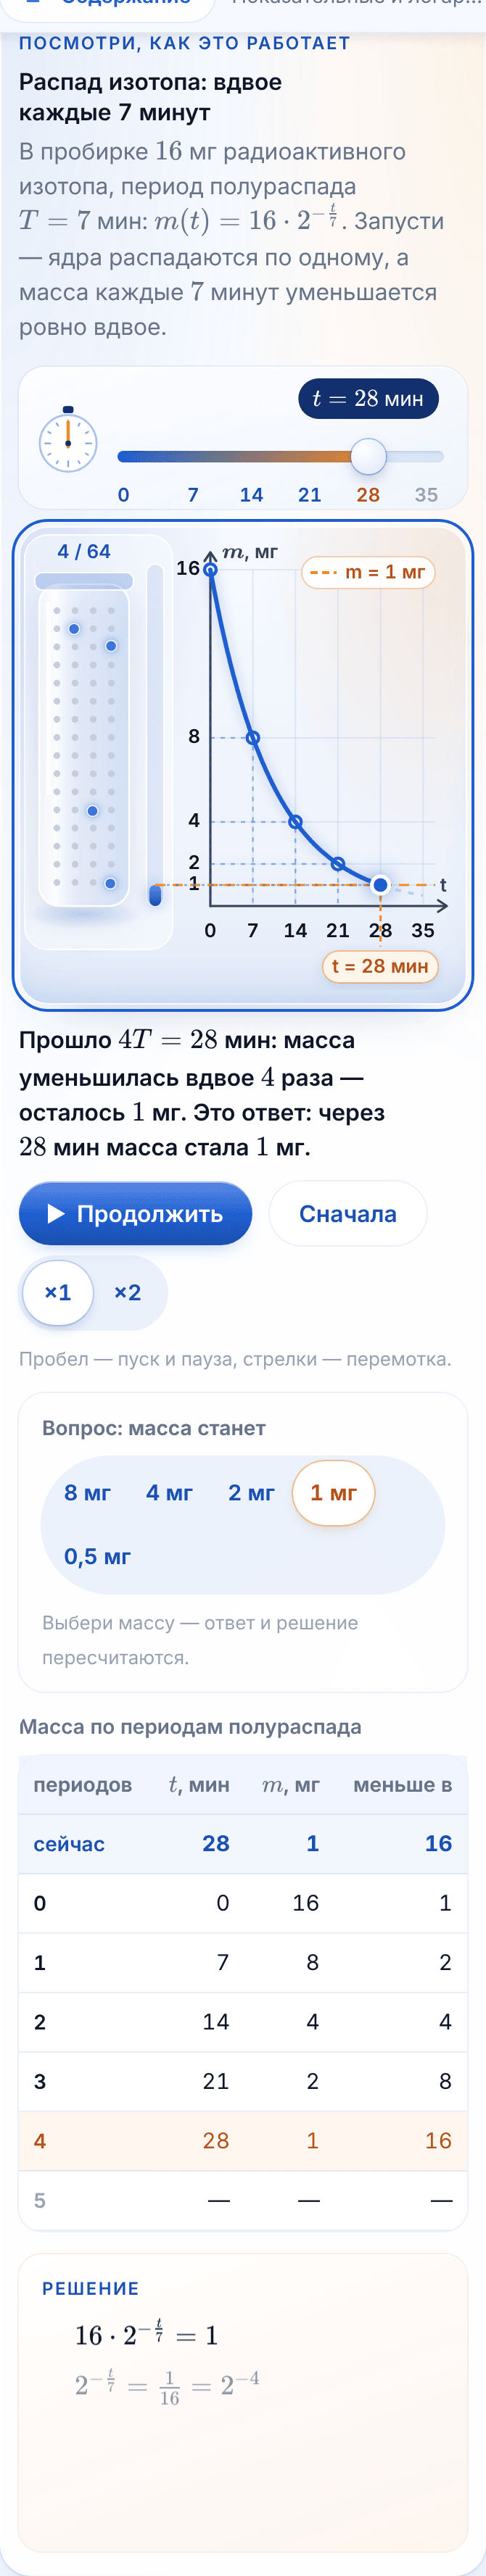 Содержание
Показательные и логар...
ПОСМОТРИ, КАК ЭТО РАБОТАЕТ
Распад изотопа: вдвое
каждые 7 минут
В пробирке 16 мг радиоактивного
изотопа, период полураспада
T = 7 мин: m(t) = 16 · 2^{-t/7}. Запусти
— ядра распадаются по одному, а
масса каждые 7 минут уменьшается
ровно вдвое.
t = 28 мин
0 7 14 21 28 35
4 / 64
m, мг
m = 1 мг
16
8
4
2
1
t
0 7 14 21 28 35
t = 28 мин
Прошло 4T = 28 мин: масса
уменьшилась вдвое 4 раза —
осталось 1 мг. Это ответ: через
28 мин масса стала 1 мг.
Продолжить
Сначала
×1 ×2
Пробел — пуск и пауза, стрелки — перемотка.
Вопрос: масса станет
8 мг 4 мг 2 мг 1 мг
0,5 мг
Выбери массу — ответ и решение
пересчитаются.
Масса по периодам полураспада
периодов t, мин m, мг меньше в
сейчас 28 1 16
0 0 16 1
1 7 8 2
2 14 4 4
3 21 2 8
4 28 1 16
5 — — —
РЕШЕНИЕ
16 · 2^{-t/7} = 1
2^{-t/7} = 1/16 = 2^{-4}